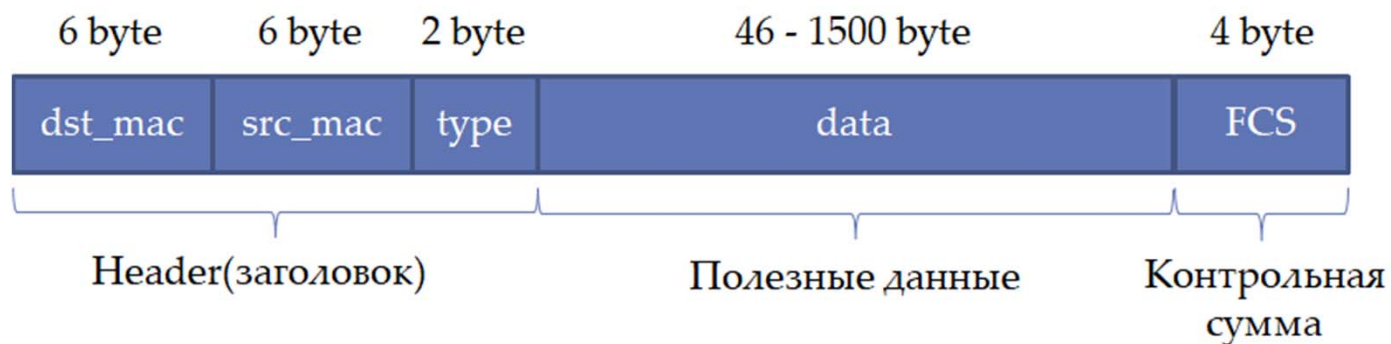 6 byte 6 byte 2 byte 46 - 1500 byte 4 byte
dst_mac src_mac type data FCS
Header(заголовок) Полезные данные Контрольная
сумма